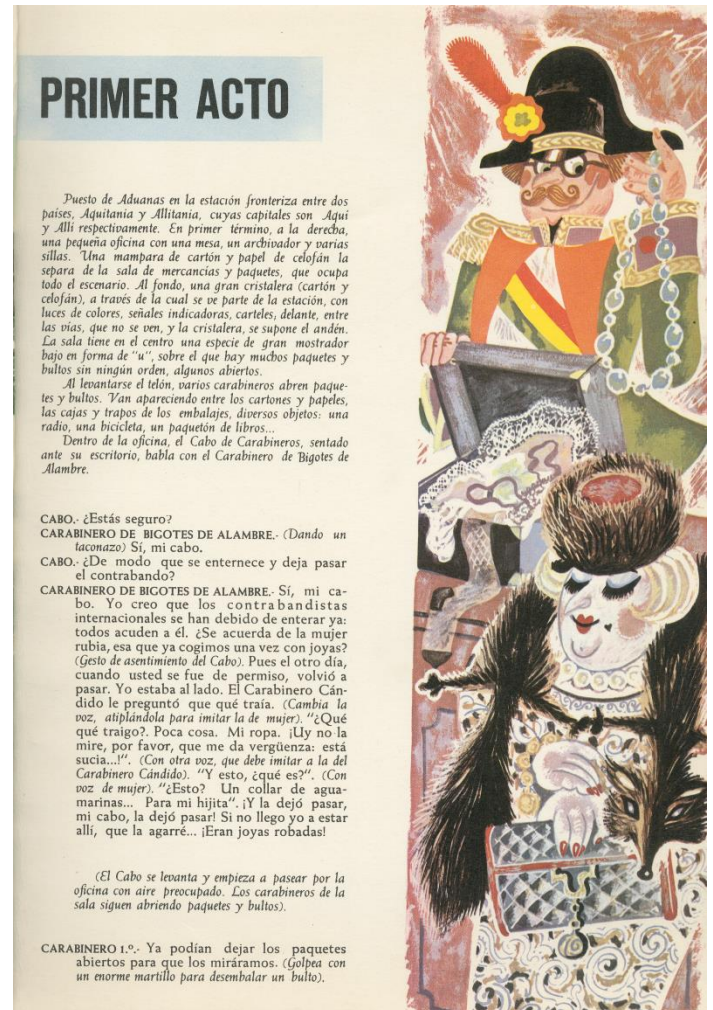 PRIMER ACTO
Puesto de Aduanas en la estación fronteriza entre dos
países, Aquitania y Allitania, cuyas capitales son Aqui
y Alli respectivamente. En primer término, a la derecha,
una pequeña oficina con una mesa, un archivador y varias
sillas. Una mampara de cartón y papel de celofán la
separa de la sala de mercancías y paquetes, que ocupa
todo el escenario. Al fondo, una gran cristalera (cartón y
celofán), a través de la cual se ve parte de la estación, con
luces de colores, señales indicadoras, carteles; delante, entre
las vías, que no se ven, y la cristalera, se supone el andén.
La sala tiene en el centro una especie de gran mostrador
bajo en forma de "u", sobre el que hay muchos paquetes y
bultos sin ningún orden, algunos abiertos.
Al levantarse el telón, varios carabineros abren paque-
tes y bultos. Van apareciendo entre los cartones y papeles,
las cajas y trapos de los embalajes, diversos objetos: una
radio, una bicicleta, un paquetón de libros...
Dentro de la oficina, el Cabo de Carabineros, sentado
ante su escritorio, habla con el Carabinero de Bigotes de
Alambre.
CABO.- ¿Estás seguro?
CARABINERO DE BIGOTES DE ALAMBRE.- (Dando un
taconazo) Sí, mi cabo.
CABO.- ¿De modo que se enternece y deja pasar
el contrabando?
CARABINERO DE BIGOTES DE ALAMBRE.- Sí, mi ca-
bo. Yo creo que los contrabandistas
internacionales se han debido de enterar ya:
todos acuden a él. ¿Se acuerda de la mujer
rubia, esa que ya cogimos una vez con joyas?
(Gesto de asentimiento del Cabo). Pues el otro día,
cuando usted se fue de permiso, volvió a
pasar. Yo estaba al lado. El Carabinero Cán-
dido le preguntó que qué traía. (Cambia la
voz, atiplándola para imitar la de mujer). "¿Qué
qué traigo?. Poca cosa. Mi ropa. ¡Uy no la
mire, por favor, que me da vergüenza: está
sucia...!". (Con otra voz, que debe imitar a la del
Carabinero Cándido). "Y esto, ¿qué es?". (Con
voz de mujer). "¿Esto? Un collar de agua-
marinas... Para mi hijita". ¡Y la dejó pasar,
mi cabo, la dejó pasar! Si no llego yo a estar
allí, que la agarré... ¡Eran joyas robadas!
(El Cabo se levanta y empieza a pasear por la
oficina con aire preocupado. Los carabineros de la
sala siguen abriendo paquetes y bultos).
CARABINERO 1.º.- Ya podían dejar los paquetes
abiertos para que los miráramos. (Golpea con
un enorme martillo para desembalar un bulto).